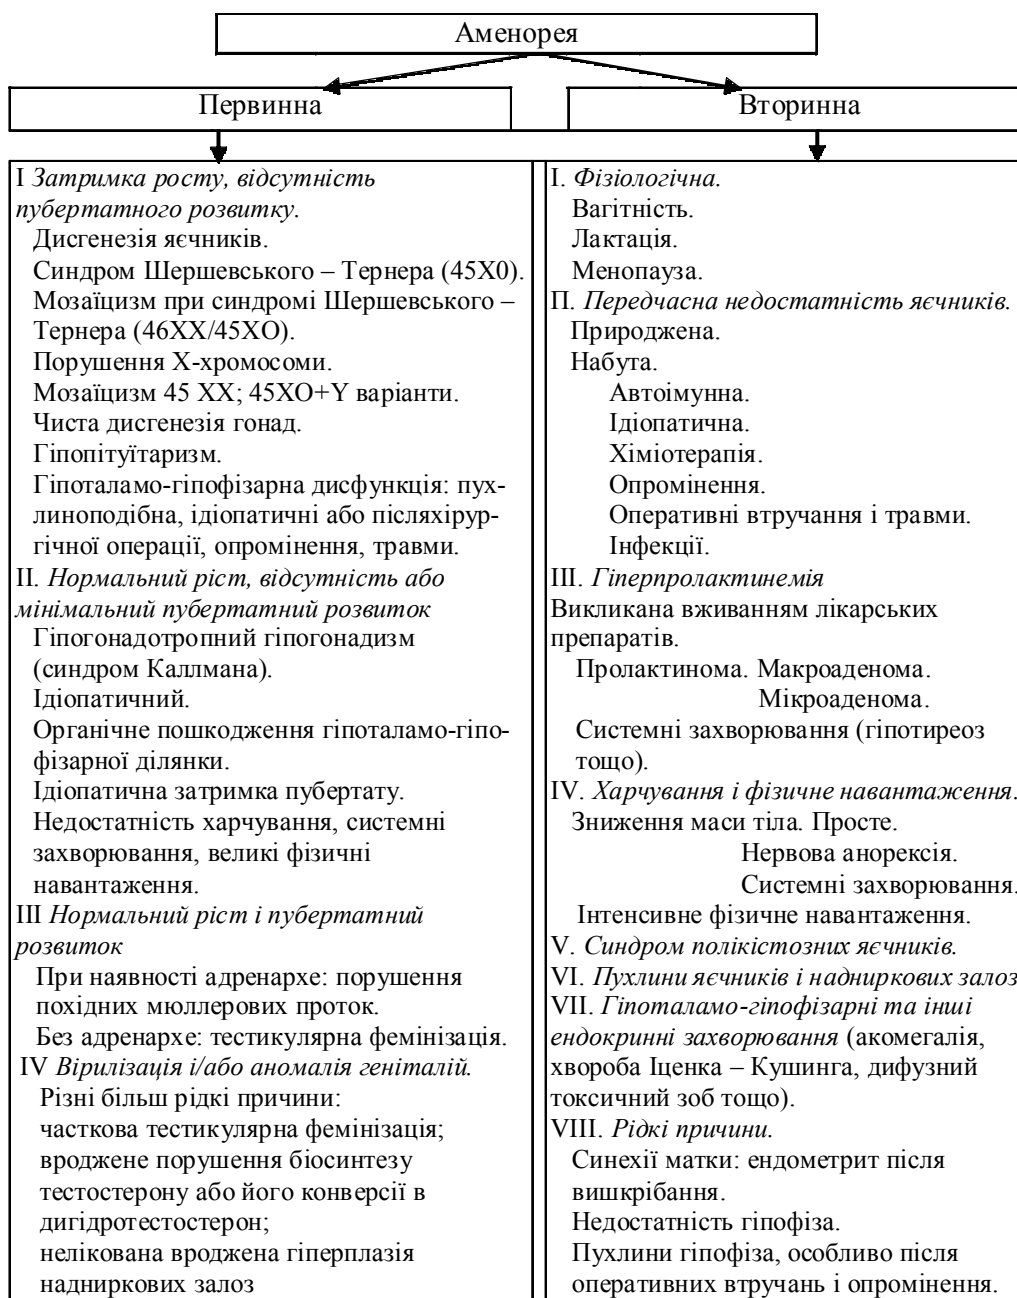 Аменорея
Первинна
Вторинна
І Затримка росту, відсутність
пубертатного розвитку.
Дисгенезія яєчників.
Синдром Шершевського – Тернера (45Х0).
Мозаїцизм при синдромі Шершевського –
Тернера (46ХХ/45ХО).
Порушення Х-хромосоми.
Мозаїцизм 45 ХХ; 45ХО+Y варіанти.
Чиста дисгенезія гонад.
Гіпопітуїтаризм.
Гіпоталамо-гіпофізарна дисфункція: пух-
линоподібна, ідіопатичні або післяхірур-
гічної операції, опромінення, травми.
ІІ. Нормальний ріст, відсутність або
мінімальний пубертатний розвиток
Гіпогонадотропний гіпогонадизм
(синдром Каллмана).
Ідіопатичний.
Органічне пошкодження гіпоталамо-гіпо-
фізарної ділянки.
Ідіопатична затримка пубертату.
Недостатність харчування, системні
захворювання, великі фізичні
навантаження.
ІІІ Нормальний ріст і пубертатний
розвиток
При наявності адренархе: порушення
похідних мюллерових проток.
Без адренархе: тестикулярна фемінізація.
IV Вірилізація і/або аномалія геніталій.
Різні більш рідкі причини:
часткова тестикулярна фемінізація;
вроджене порушення біосинтезу
тестостерону або його конверсії в
дигідротестостерон;
нелікована вроджена гіперплазія
надниркових залоз
І. Фізіологічна.
Вагітність.
Лактація.
Менопауза.
П. Передчасна недостатність яєчників.
Природжена.
Набута.
Автоімунна.
Ідіопатична.
Хіміотерапія.
Опромінення.
Оперативні втручання і травми.
Інфекції.
ІІІ. Гіперпролактинемія
Викликана вживанням лікарських
препаратів.
Пролактинома. Макроаденома.
Мікроаденома.
Системні захворювання (гіпотиреоз
тощо).
IV. Харчування і фізичне навантаження.
Зниження маси тіла. Просте.
Нервова анорексія.
Системні захворювання.
Інтенсивне фізичне навантаження.
V. Синдром полікістозних яєчників.
VI. Пухлини яєчників і надниркових залоз
VII. Гіпоталамо-гіпофізарні та інші
ендокринні захворювання (акомегалія,
хвороба Іценка – Кушинга, дифузний
токсичний зоб тощо).
VIII. Рідкі причини.
Синехії матки: ендометрит після
вишкрібання.
Недостатність гіпофіза.
Пухлини гіпофіза, особливо після
оперативних втручань і опромінення.